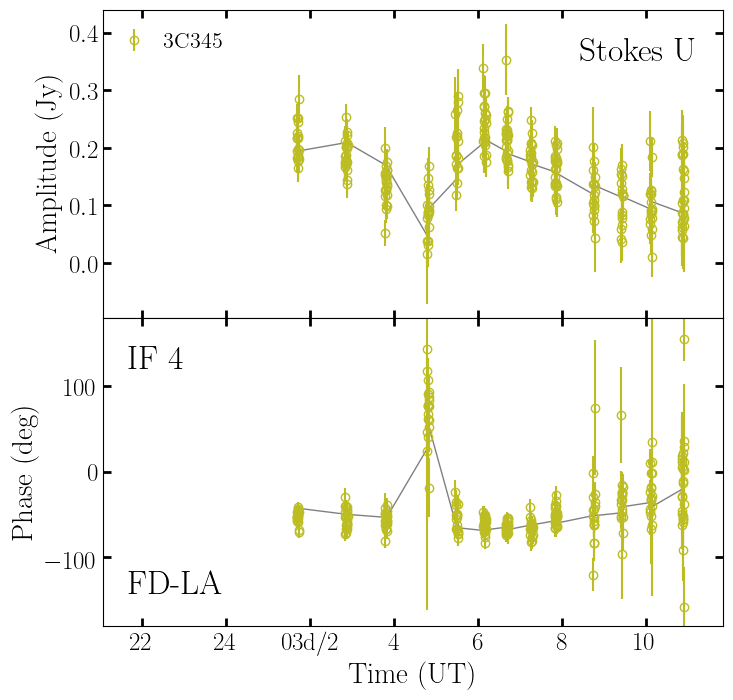 3C345
Stokes U
0.4
0.3
0.2
0.1
0.0
Amplitude (Jy)
IF 4
100
0
−100
Phase (deg)
FD-LA
22 24 03d/2 4 6 8 10
Time (UT)